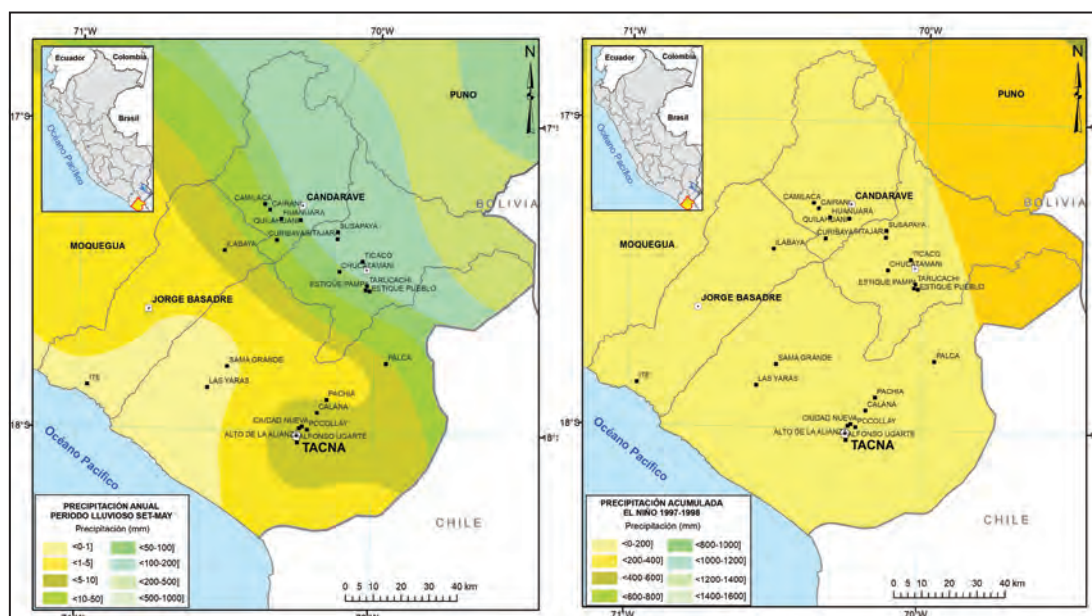 71°W
70°W
Ecuador
Colombia
Brasil
Océano Pacífico
N
PUNO
17°S
CANDARAVE
CAMILACA
CAIRANI
HUANUARA
QUILAHUANI
SUSAPAYA
CURIBAYA
SITAJARA
ILABAYA
MOQUEGUA
BOLIVIA
TICACO
CHUCATAMANI
ESTIQUE PAMPA
TARUCACHI
ESTIQUE PUEBLO
JORGE BASADRE
PALCA
SAMA GRANDE
ITE
LAS YARAS
PACHIA
CALANA
CIUDAD NUEVA
POCOLLAY
ALTO DE LA ALIANZA
ALFONSO UGARTE
TACNA
18°S
Océano Pacífico
CHILE
PRECIPITACIÓN ANUAL
PERIODO LLUVIOSO SET-MAY
Precipitación (mm)
<0-1]
<50-100]
<1-5]
<100-200]
<5-10]
<200-500]
<10-50]
<500-1000]
0 5 10 20 30 40 km
70°W
71°W
70°W
Ecuador
Colombia
Brasil
Océano Pacífico
N
PUNO
17°S
CANDARAVE
CAMILACA
CAIRANI
HUANUARA
QUILAHUANI
SUSAPAYA
CURIBAYA
SITAJARA
ILABAYA
MOQUEGUA
BOLIVIA
TICACO
CHUCATAMANI
ESTIQUE PAMPA
TARUCACHI
ESTIQUE PUEBLO
JORGE BASADRE
PALCA
SAMA GRANDE
ITE
LAS YARAS
PACHIA
CALANA
CIUDAD NUEVA
POCOLLAY
ALTO DE LA ALIANZA
ALFONSO UGARTE
TACNA
18°S
Océano Pacífico
CHILE
PRECIPITACIÓN ACUMULADA
EL NIÑO 1997-1998
Precipitación (mm)
<0-200]
<800-1000]
<200-400]
<1000-1200]
<400-600]
<1200-1400]
<600-800]
<1400-1600]
0 5 10 20 30 40 km
71°W
70°W